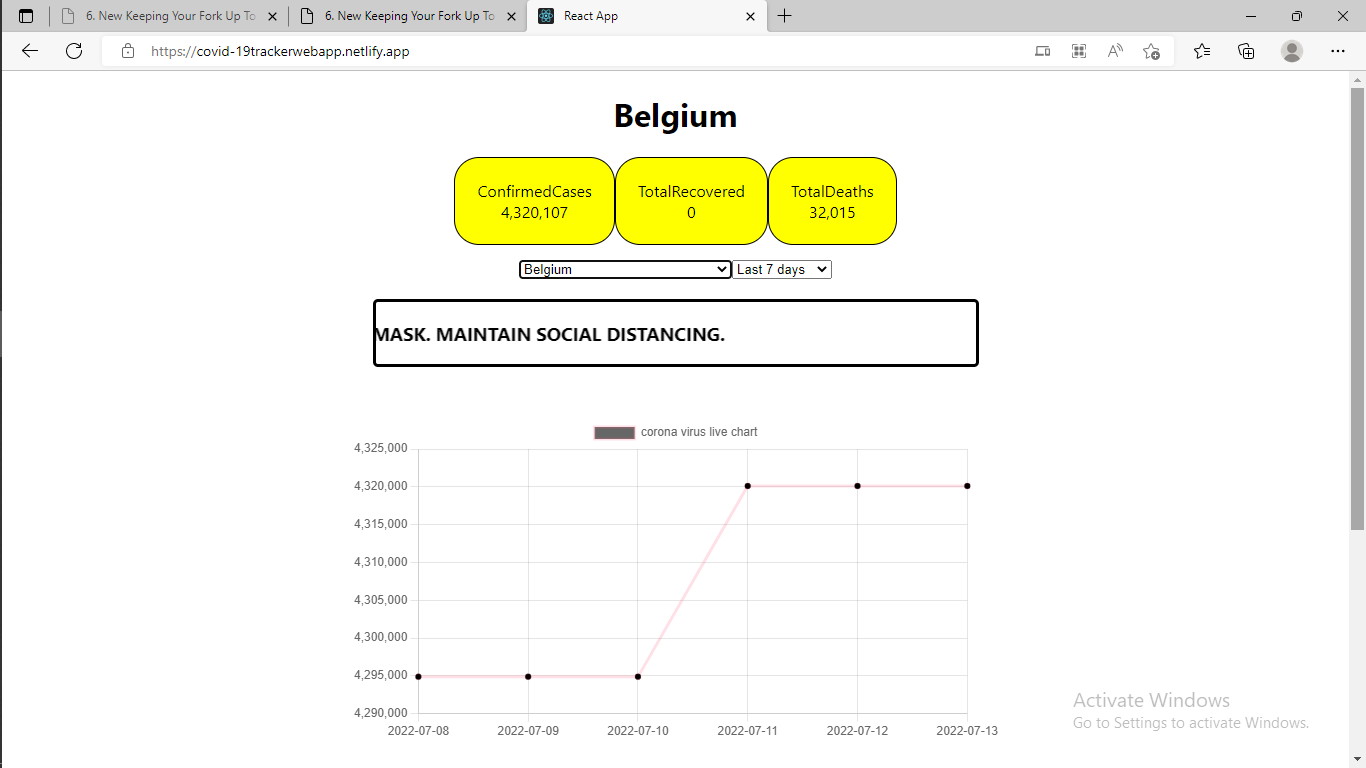 6. New Keeping Your Fork Up To
6. New Keeping Your Fork Up To
React App
https://covid-19trackerwebapp.netlify.app
Belgium
ConfirmedCases
4,320,107
TotalRecovered
0
TotalDeaths
32,015
Belgium
Last 7 days
MASK. MAINTAIN SOCIAL DISTANCING.
corona virus live chart
4,325,000
4,320,000
4,315,000
4,310,000
4,305,000
4,300,000
4,295,000
4,290,000
2022-07-08 2022-07-09 2022-07-10 2022-07-11 2022-07-12 2022-07-13
Activate Windows
Go to Settings to activate Windows.